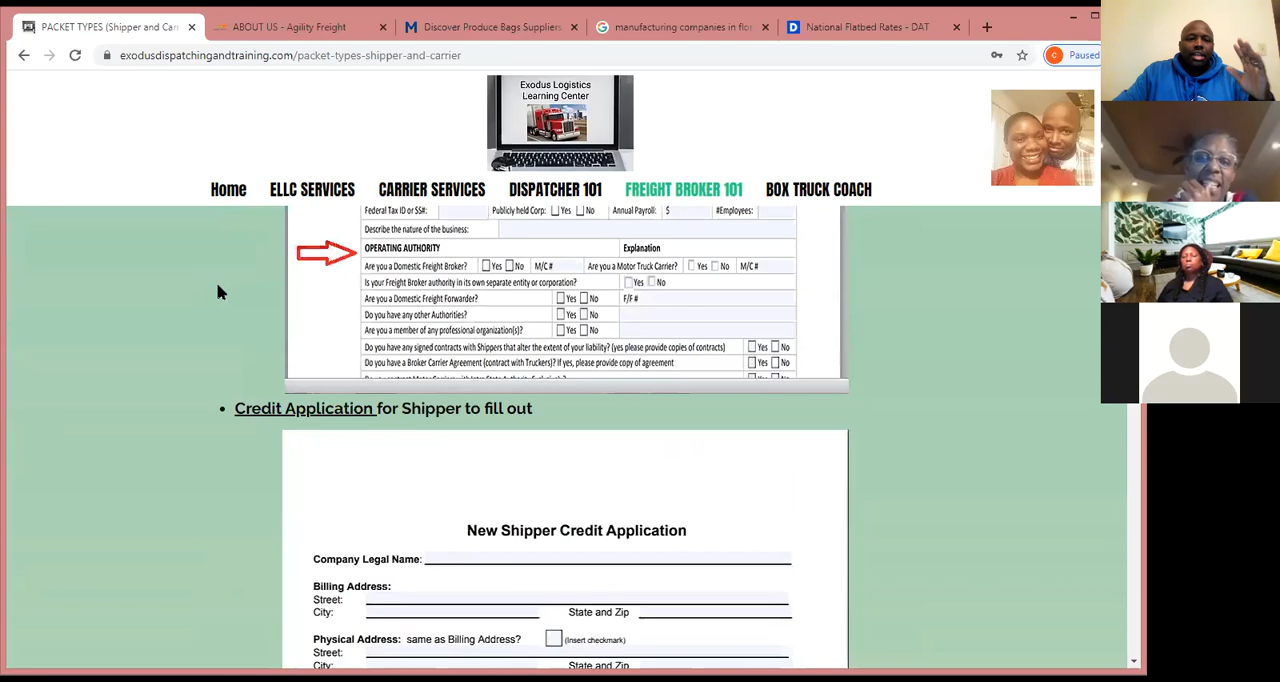 PACKET TYPES (Shipper and Carr
ABOUT US - Agility Freight
Discover Produce Bags Suppliers
manufacturing companies in flor
National Flatbed Rates - DAT
exodusdispatchingandtraining.com/packet-types-shipper-and-carrier
Paused
Exodus Logistics
Learning Center
Home ELLC SERVICES CARRIER SERVICES DISPATCHER 101 FREIGHT BROKER 101 BOX TRUCK COACH
Federal Tax ID or SS#: Publicly held Corp: Yes No Annual Payroll: $ #Employees:
Describe the nature of the business:
OPERATING AUTHORITY Explanation
Are you a Domestic Freight Broker? Yes No M/C # Are you a Motor Truck Carrier? Yes No M/C #
Is your Freight Broker authority in its own separate entity or corporation? Yes No
Are you a Domestic Freight Forwarder? Yes No F/F #
Do you have any other Authorities? Yes No
Are you a member of any professional organization(s)? Yes No
Do you have any signed contracts with Shippers that alter the extent of your liability? (yes please provide copies of contracts) Yes No
Do you have a Broker Carrier Agreement (contract with Truckers)? If yes, please provide copy of agreement Yes No
• Credit Application for Shipper to fill out
New Shipper Credit Application
Company Legal Name:
Billing Address:
Street:
City: State and Zip
Physical Address: same as Billing Address? (Insert checkmark)
Street:
City: State and Zip